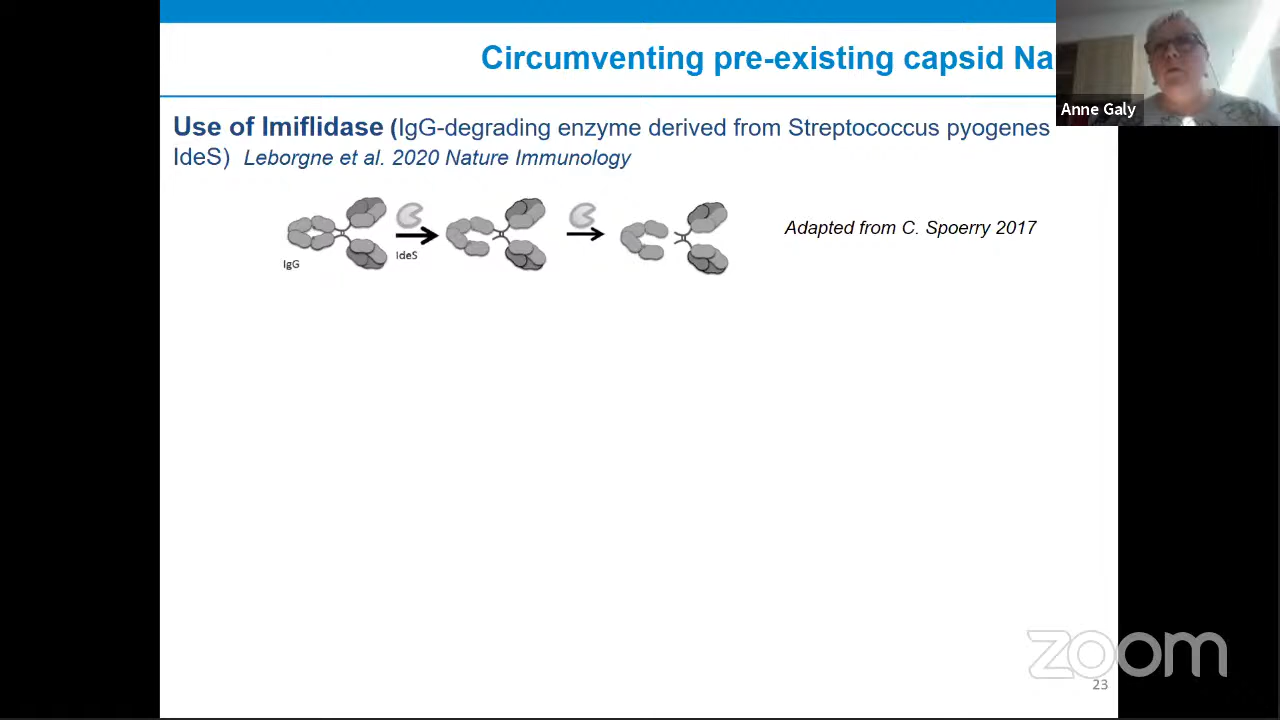 Circumventing pre-existing capsid Na
Anne Galy
Use of Imiflidase (IgG-degrading enzyme derived from Streptococcus pyogenes
IdeS) Leborgne et al. 2020 Nature Immunology
Adapted from C. Spoerry 2017
IgG
IdeS
zoom
23